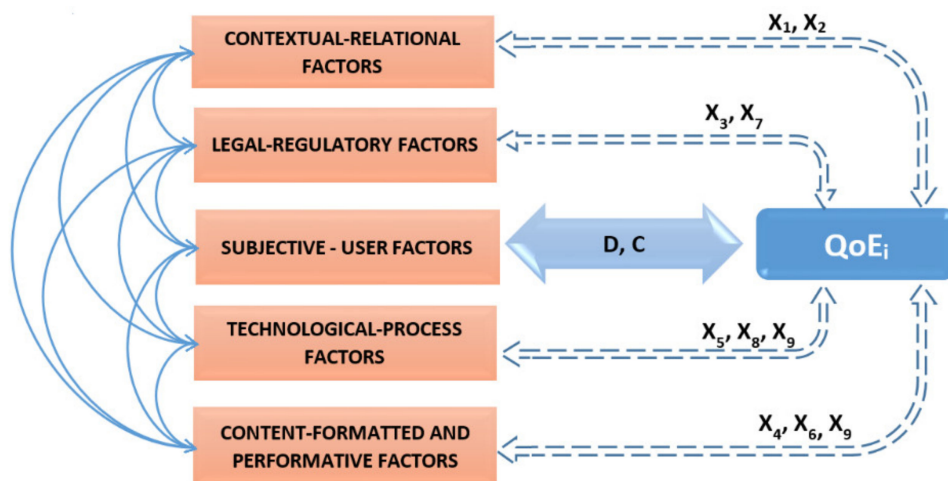 CONTEXTUAL-RELATIONAL
FACTORS
X₁, X₂
LEGAL-REGULATORY FACTORS
X₃, X₇
SUBJECTIVE - USER FACTORS
D, C
QoEᵢ
TECHNOLOGICAL-PROCESS
FACTORS
X₅, X₈, X₉
CONTENT-FORMATTED AND
PERFORMATIVE FACTORS
X₄, X₆, X₉